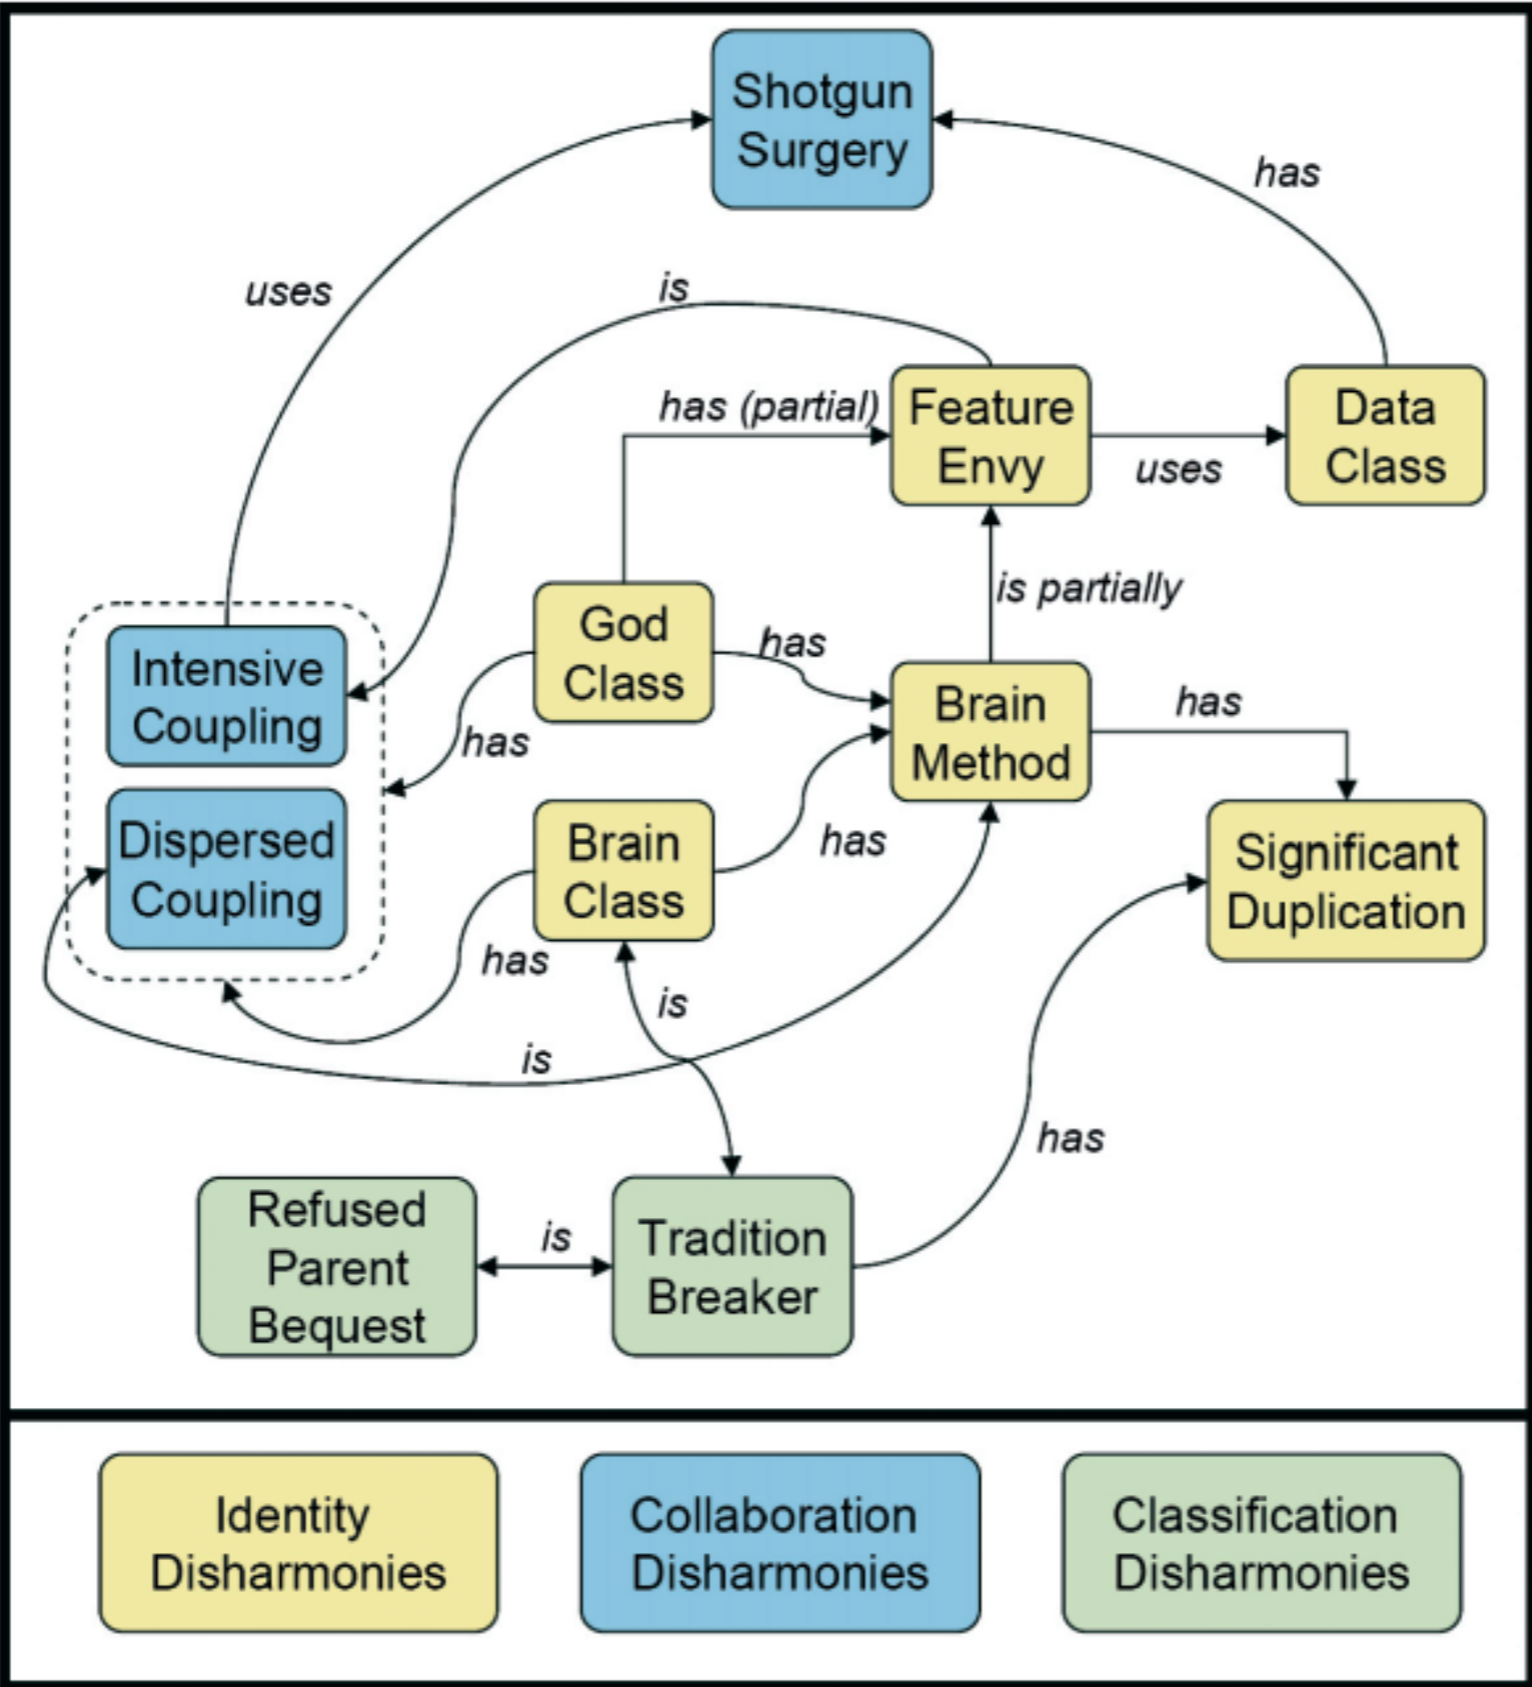 Shotgun
Surgery
has
uses
is
has (partial)
Feature
Envy
uses
Data
Class
is partially
God
Class
has
has
Intensive
Coupling
Brain
Method
has
Dispersed
Coupling
Brain
Class
has
has
Significant
Duplication
is
is
has
Refused
Parent
Bequest
is
Tradition
Breaker
Identity
Disharmonies
Collaboration
Disharmonies
Classification
Disharmonies